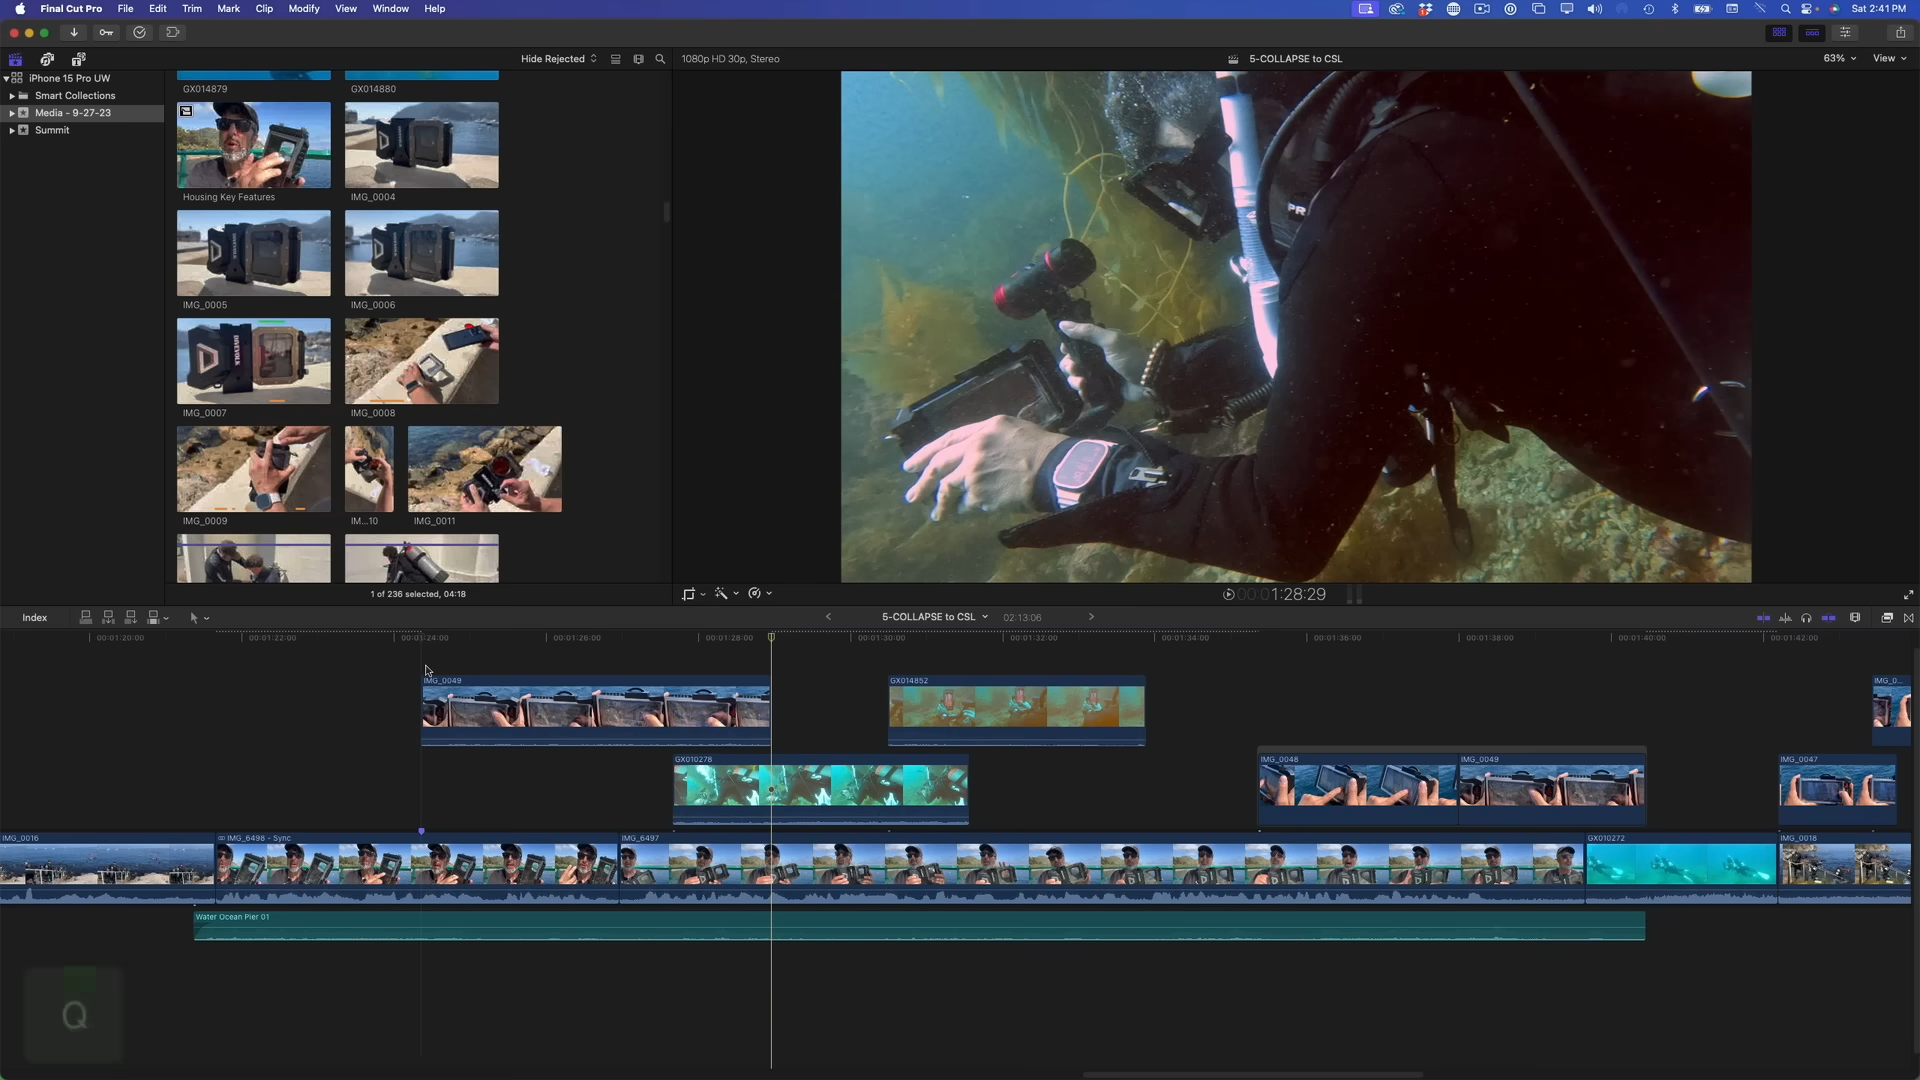 Final Cut Pro File Edit Trim Mark Clip Modify View Window Help Sat 2:41 PM
Hide Rejected 1080p HD 30p, Stereo 5-COLLAPSE to CSL 63% View
iPhone 15 Pro UW
Smart Collections
Media - 9-27-23
Summit
GX014879 GX014880
Housing Key Features IMG_0004
IMG_0005 IMG_0006
IMG_0007 IMG_0008
IMG_0009 IM...10 IMG_0011
1 of 236 selected, 04:18
00:01:28:29
Index 5-COLLAPSE to CSL 02:13:06
00:01:20:00 00:01:22:00 00:01:24:00 00:01:26:00 00:01:28:00 00:01:30:00 00:01:32:00 00:01:34:00 00:01:36:00 00:01:38:00 00:01:40:00 00:01:42:00
IMG_0049 GX014852 IMG_0...
GX010278 IMG_0048 IMG_0049 IMG_0047
IMG_0016 IMG_6498 - Sync IMG_6497 GX010272 IMG_0018
Water Ocean Pier 01
Q